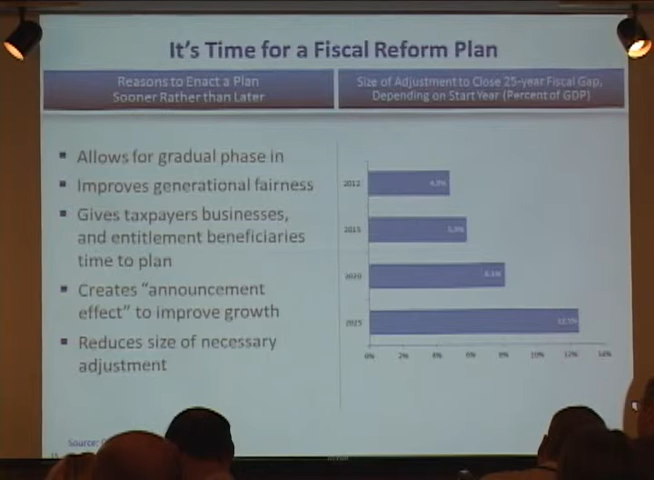 It's Time for a Fiscal Reform Plan
Reasons to Enact a Plan
Sooner Rather than Later
Size of Adjustment to Close 25-year Fiscal Gap,
Depending on Start Year (Percent of GDP)
▪ Allows for gradual phase in
▪ Improves generational fairness
▪ Gives taxpayers businesses,
and entitlement beneficiaries
time to plan
▪ Creates "announcement
effect" to improve growth
▪ Reduces size of necessary
adjustment
2012
2015
2020
2025
0% 2% 4% 6% 8% 10% 12% 14%
Source: